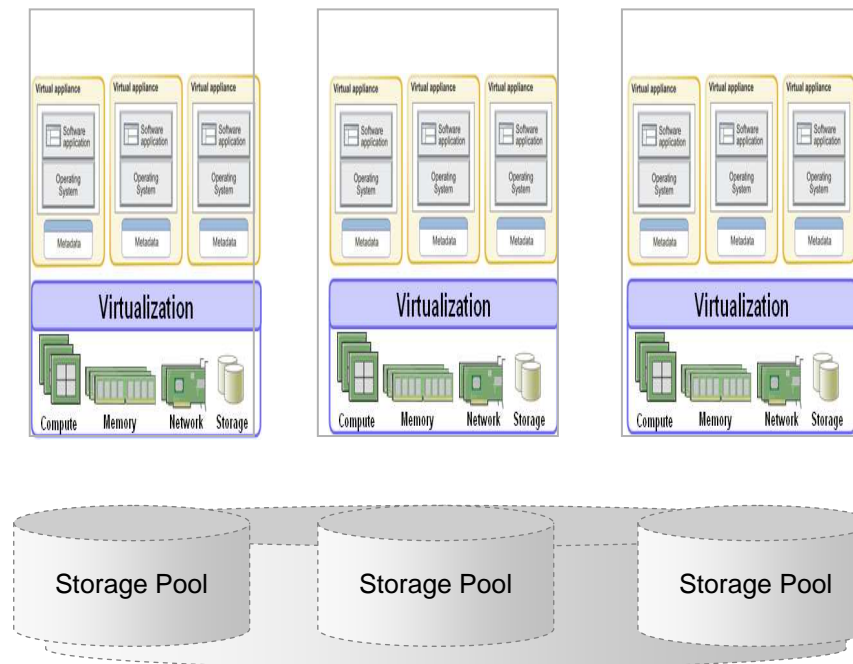 Virtual appliance Virtual appliance Virtual appliance
Software application Software application Software application
Operating System Operating System Operating System
Metadata Metadata Metadata
Virtualization
Compute Memory Network Storage
Virtual appliance Virtual appliance Virtual appliance
Software application Software application Software application
Operating System Operating System Operating System
Metadata Metadata Metadata
Virtualization
Compute Memory Network Storage
Virtual appliance Virtual appliance Virtual appliance
Software application Software application Software application
Operating System Operating System Operating System
Metadata Metadata Metadata
Virtualization
Compute Memory Network Storage
Storage Pool
Storage Pool
Storage Pool